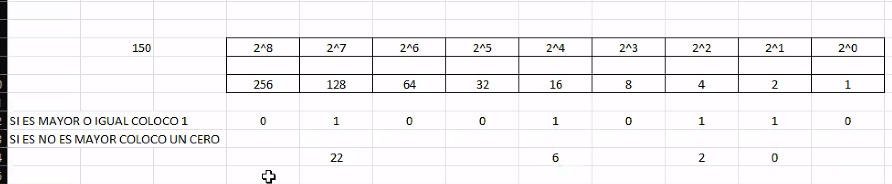 150 2^8 2^7 2^6 2^5 2^4 2^3 2^2 2^1 2^0
256 128 64 32 16 8 4 2 1
SI ES MAYOR O IGUAL COLOCO 1 0 1 0 0 1 0 1 1 0
SI ES NO ES MAYOR COLOCO UN CERO
22 6 2 0